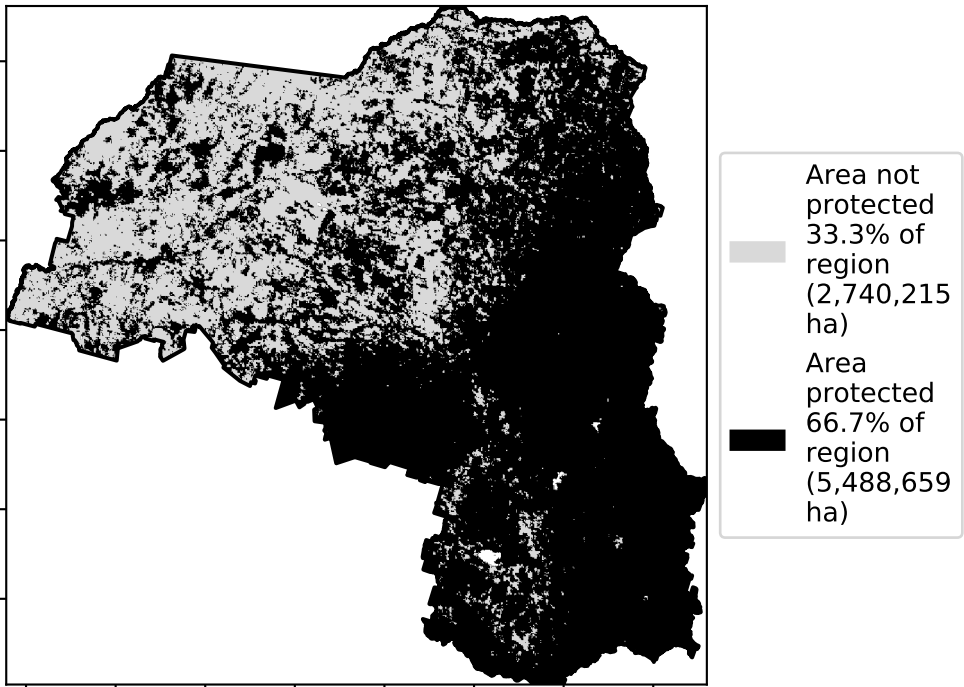 Area not
protected
33.3% of
region
(2,740,215
ha)
Area
protected
66.7% of
region
(5,488,659
ha)